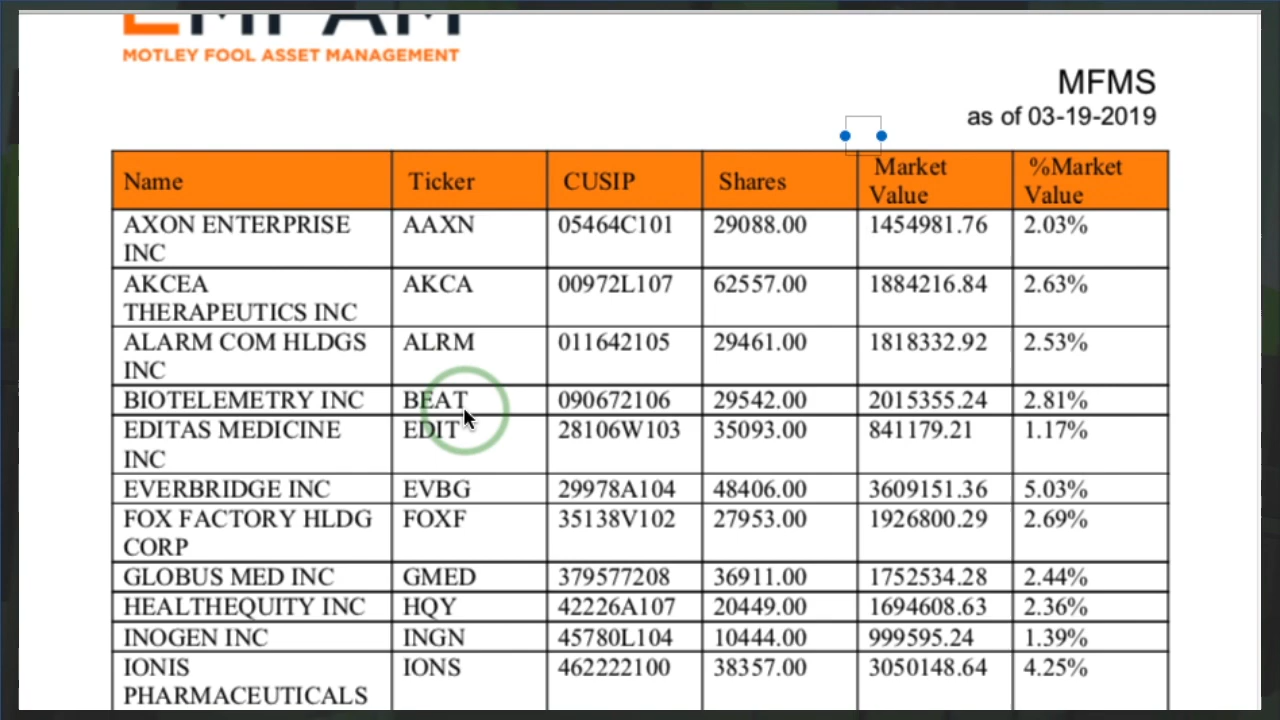 MOTLEY FOOL ASSET MANAGEMENT
MFMS
as of 03-19-2019
Name Ticker CUSIP Shares Market Value %Market Value
AXON ENTERPRISE INC AAXN 05464C101 29088.00 1454981.76 2.03%
AKCEA THERAPEUTICS INC AKCA 00972L107 62557.00 1884216.84 2.63%
ALARM COM HLDGS INC ALRM 011642105 29461.00 1818332.92 2.53%
BIOTELEMETRY INC BEAT 090672106 29542.00 2015355.24 2.81%
EDITAS MEDICINE INC EDIT 28106W103 35093.00 841179.21 1.17%
EVERBRIDGE INC EVBG 29978A104 48406.00 3609151.36 5.03%
FOX FACTORY HLDG CORP FOXF 35138V102 27953.00 1926800.29 2.69%
GLOBUS MED INC GMED 379577208 36911.00 1752534.28 2.44%
HEALTHEQUITY INC HQY 42226A107 20449.00 1694608.63 2.36%
INOGEN INC INGN 45780L104 10444.00 999595.24 1.39%
IONIS PHARMACEUTICALS IONS 462222100 38357.00 3050148.64 4.25%